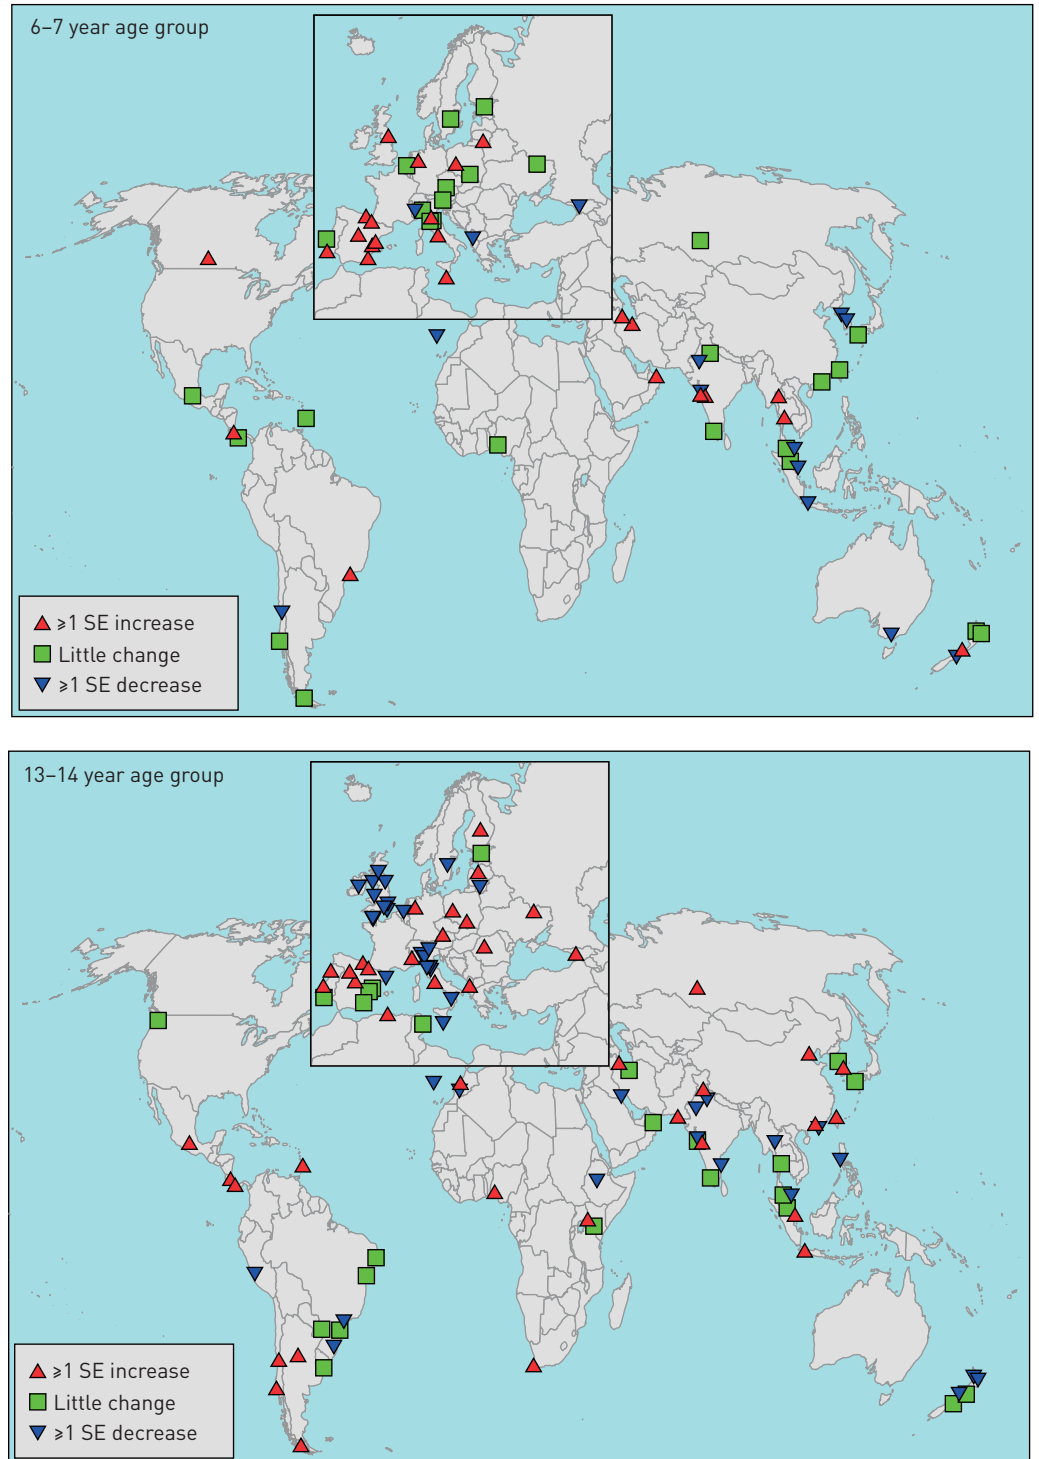 6–7 year age group
⩾1 SE increase
Little change
⩾1 SE decrease
13–14 year age group
⩾1 SE increase
Little change
⩾1 SE decrease